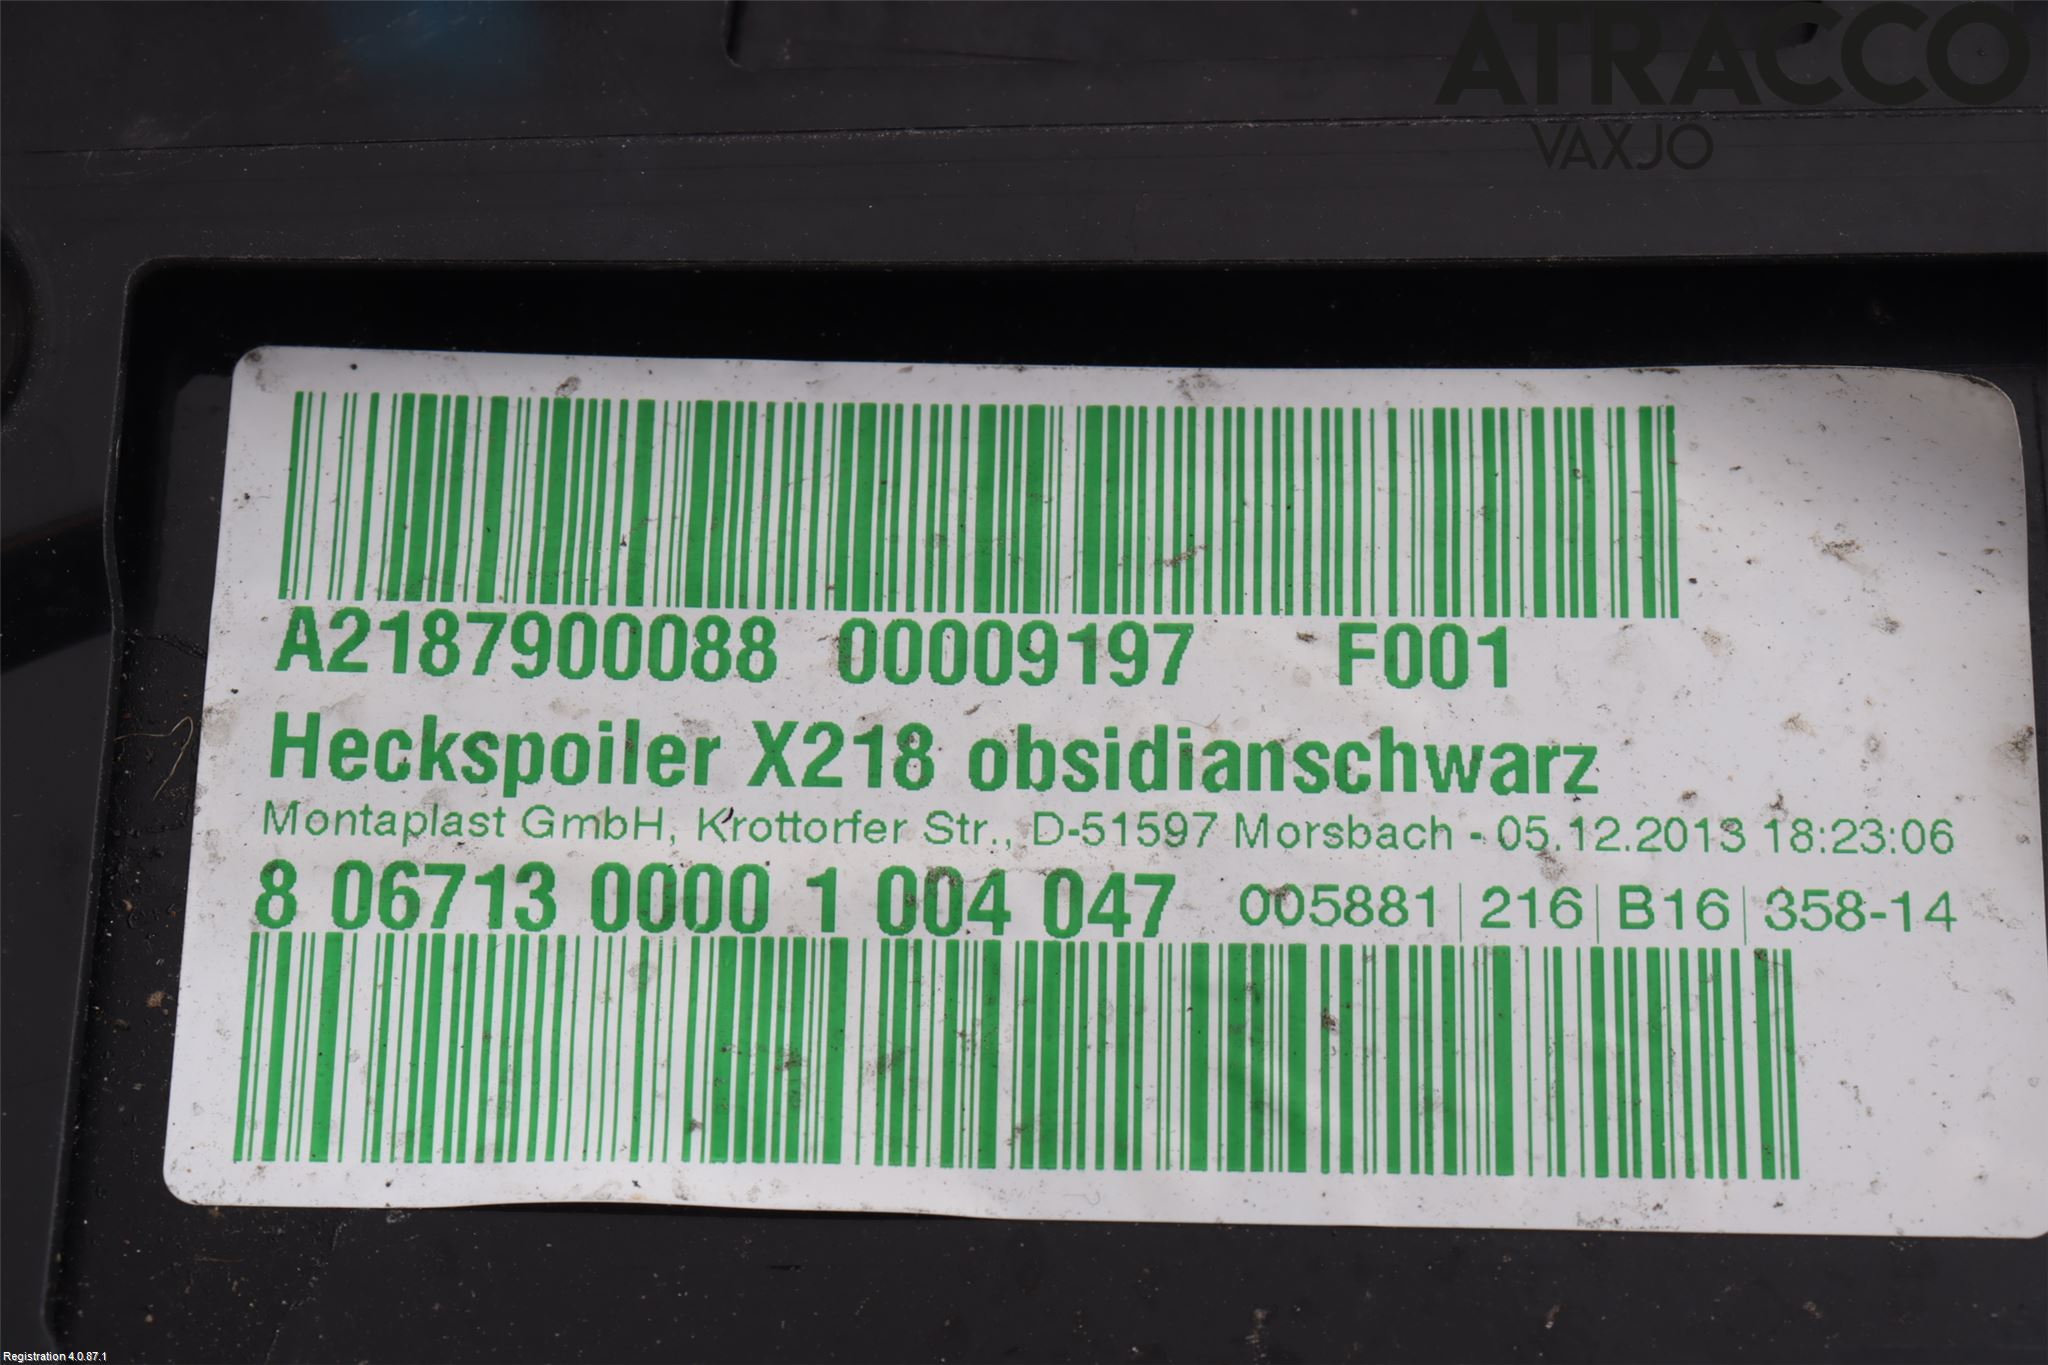 ATRACCO
VÄXJÖ
A2187900088 00009197 F001
Heckspoiler X218 obsidianschwarz
Montaplast GmbH, Krottorfer Str., D-51597 Morsbach - 05.12.2013 18:23:06
8 06713 0000 1 004 047 005881 | 216 | B16 | 358-14
Registration 4.0.87.1